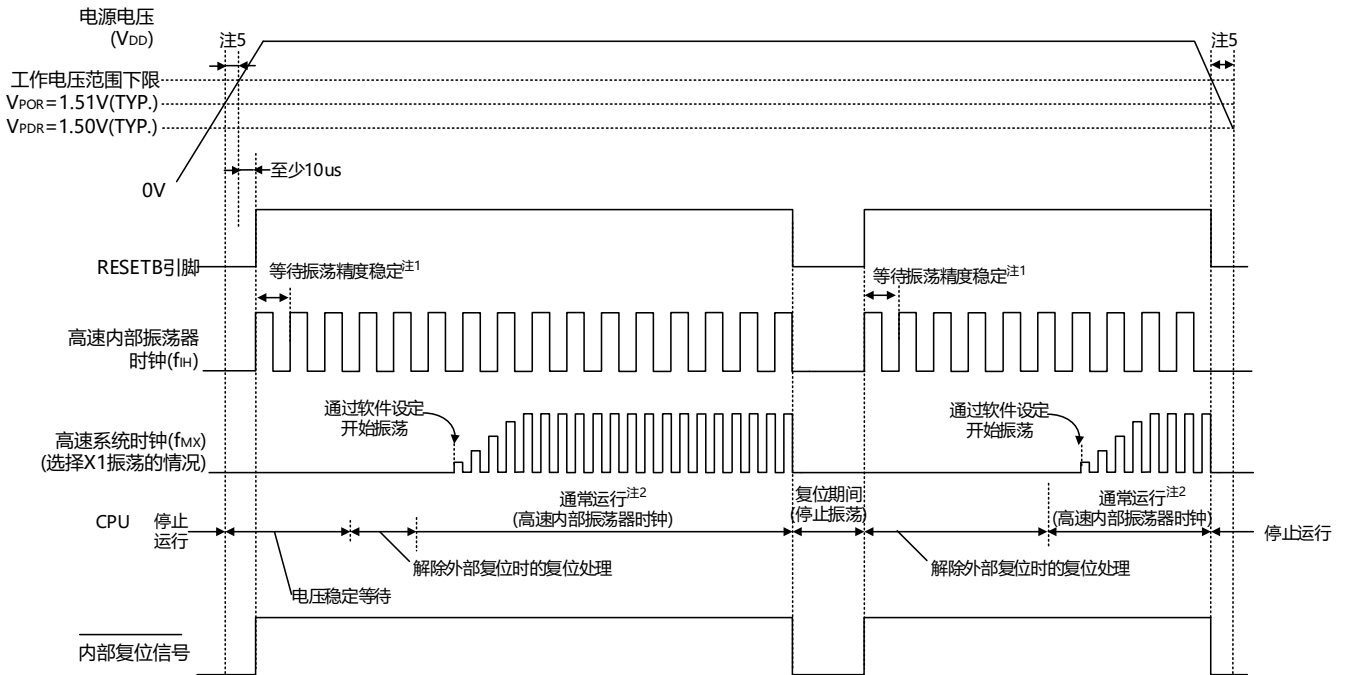 电源电压
(VDD)
注5
注5
工作电压范围下限
VPOR=1.51V(TYP.)
VPDR=1.50V(TYP.)
0V
至少10us
RESETB引脚
等待振荡精度稳定注1
等待振荡精度稳定注1
高速内部振荡器
时钟(fIH)
通过软件设定
开始振荡
通过软件设定
开始振荡
高速系统时钟(fMX)
(选择X1振荡的情况)
CPU
停止
运行
通常运行注2
(高速内部振荡器时钟)
复位期间
(停止振荡)
通常运行注2
(高速内部振荡器时钟)
停止运行
解除外部复位时的复位处理
解除外部复位时的复位处理
电压稳定等待
内部复位信号